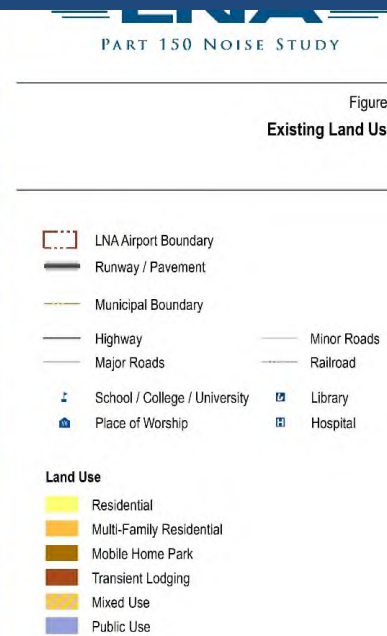 LNA
PART 150 NOISE STUDY
Figure
Existing Land Us
LNA Airport Boundary
Runway / Pavement
Municipal Boundary
Highway
Minor Roads
Major Roads
Railroad
School / College / University
Library
Place of Worship
H Hospital
Land Use
Residential
Multi-Family Residential
Mobile Home Park
Transient Lodging
Mixed Use
Public Use